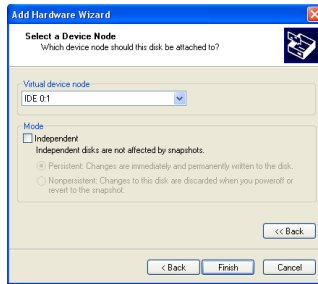 Add Hardware Wizard
Select a Device Node
Which device node should this disk be attached to?
Virtual device node
IDE 0:1
Mode
Independent
Independent disks are not affected by snapshots.
Persistent: Changes are immediately and permanently written to the disk.
Nonpersistent: Changes to this disk are discarded when you poweroff or
revert to the snapshot.
<< Back
< Back
Finish
Cancel